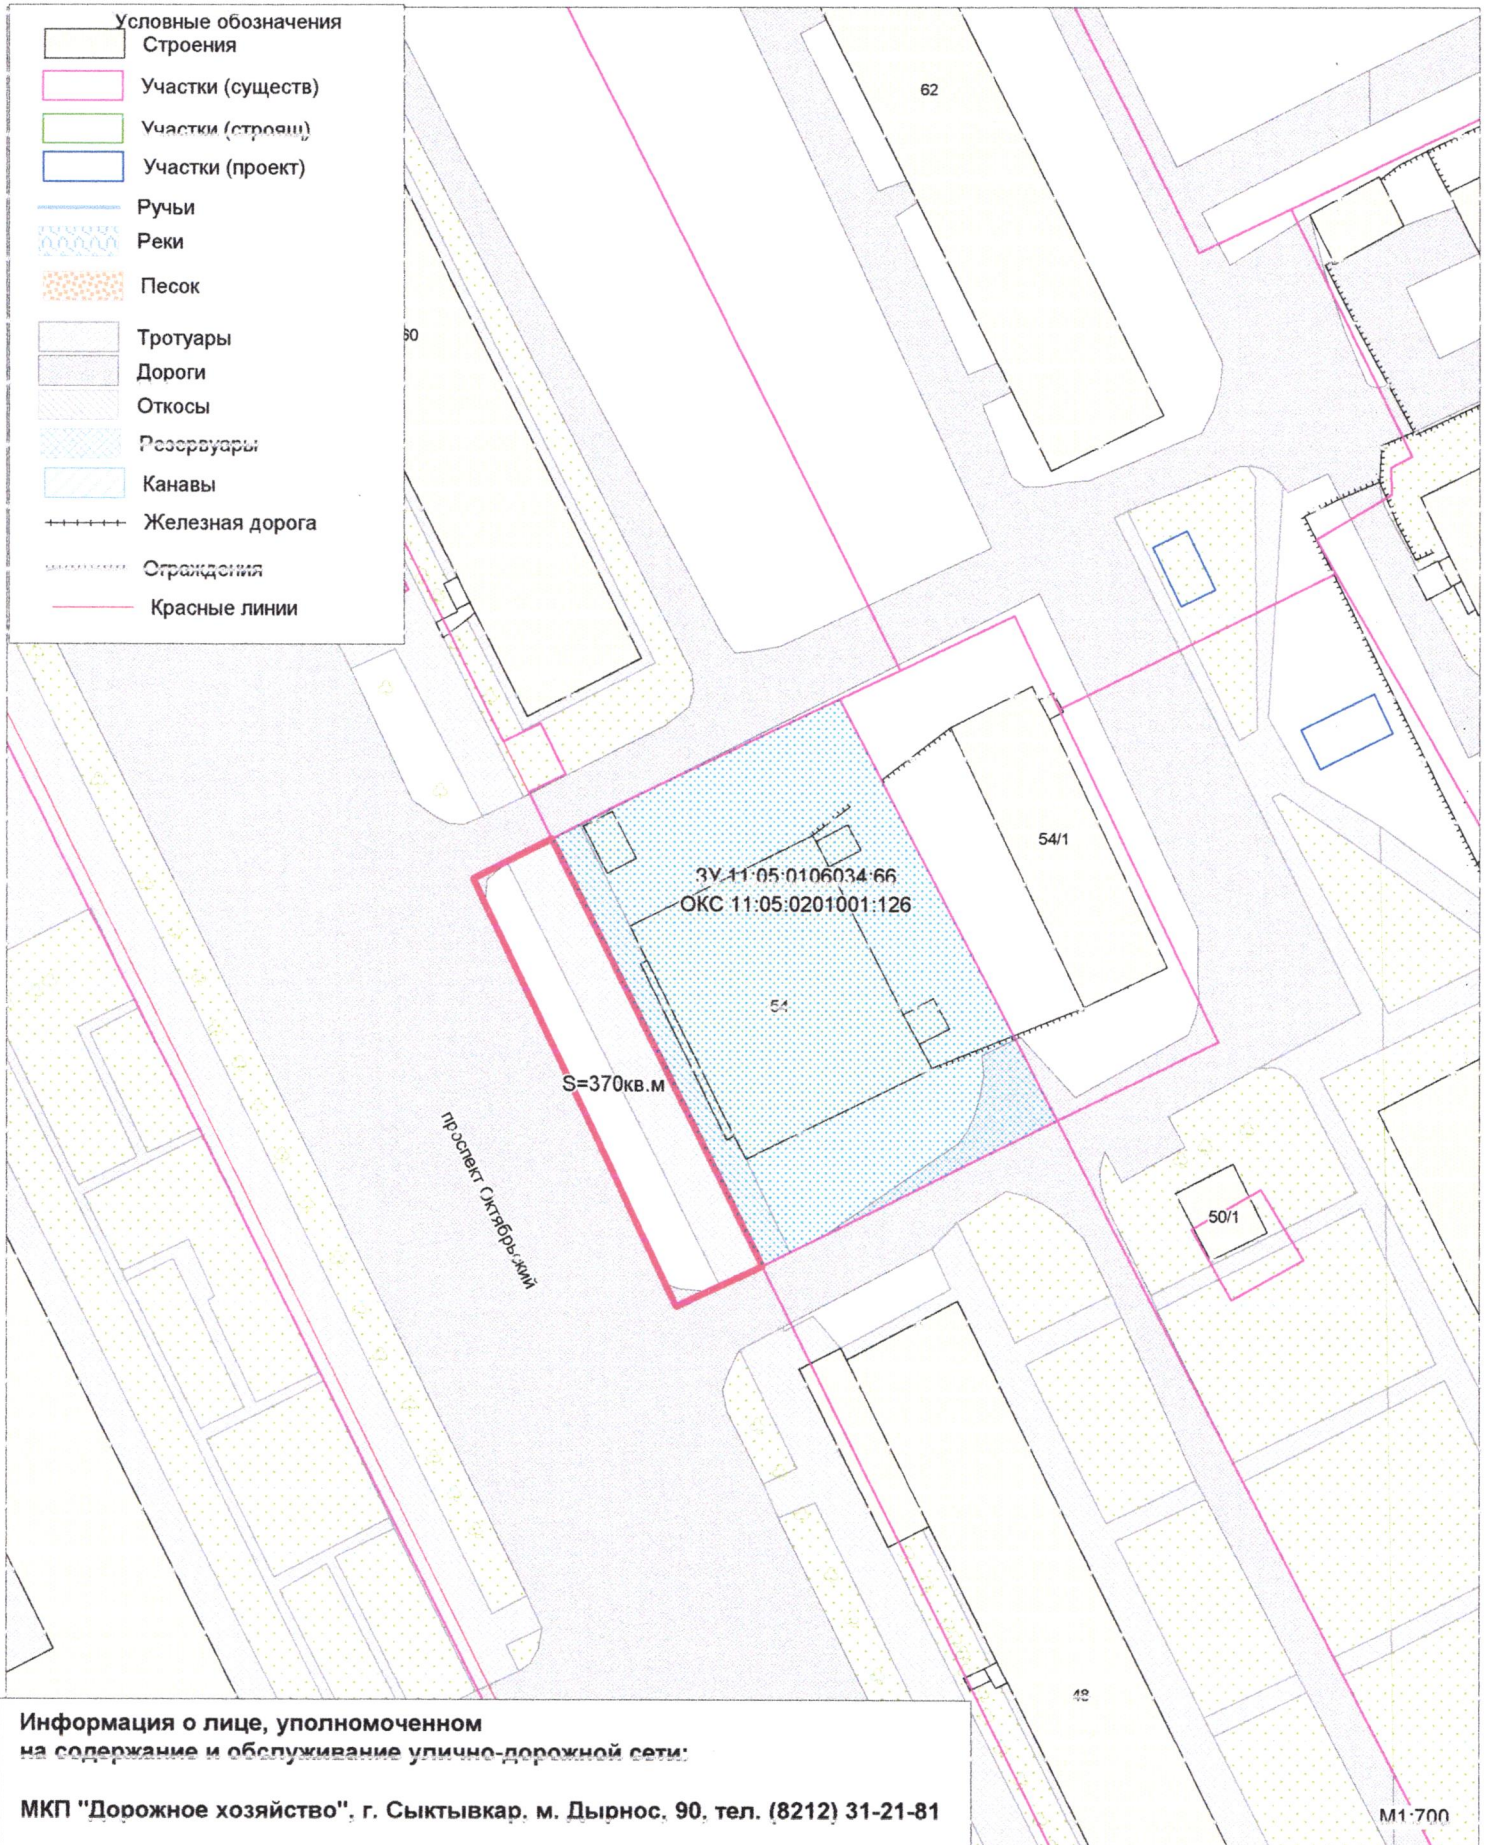 Условные обозначения
Строения
Участки (существ)
Участки (строящ)
Участки (проект)
Ручьи
Реки
Песок
Тротуары
Дороги
Откосы
Резервуары
Канавы
Железная дорога
Ограждения
Красные линии
62
60
54/1
ЗУ 11:05:0106034:66
ОКС 11:05:0201001:126
54
S=370кв.м
проспект Октябрьский
50/1
48
Информация о лице, уполномоченном
на содержание и обслуживание улично-дорожной сети:
МКП "Дорожное хозяйство", г. Сыктывкар, м. Дырнос, 90, тел. (8212) 31-21-81
М1:700